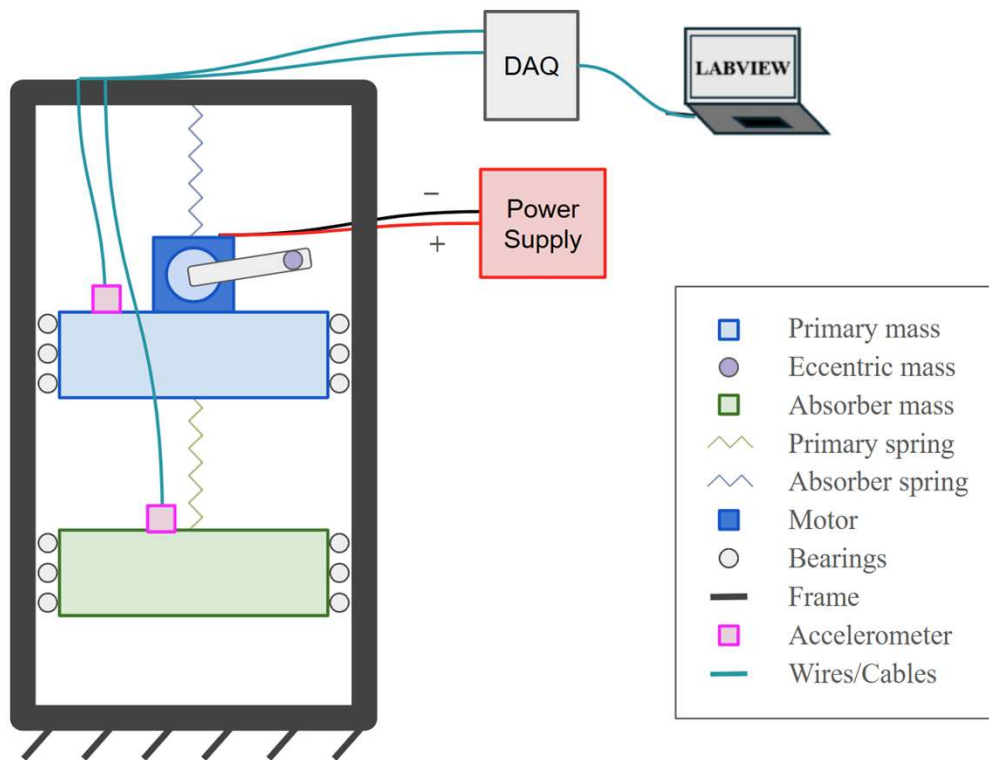 DAQ
LABVIEW
−
+
Power
Supply
Primary mass
Eccentric mass
Absorber mass
Primary spring
Absorber spring
Motor
Bearings
Frame
Accelerometer
Wires/Cables